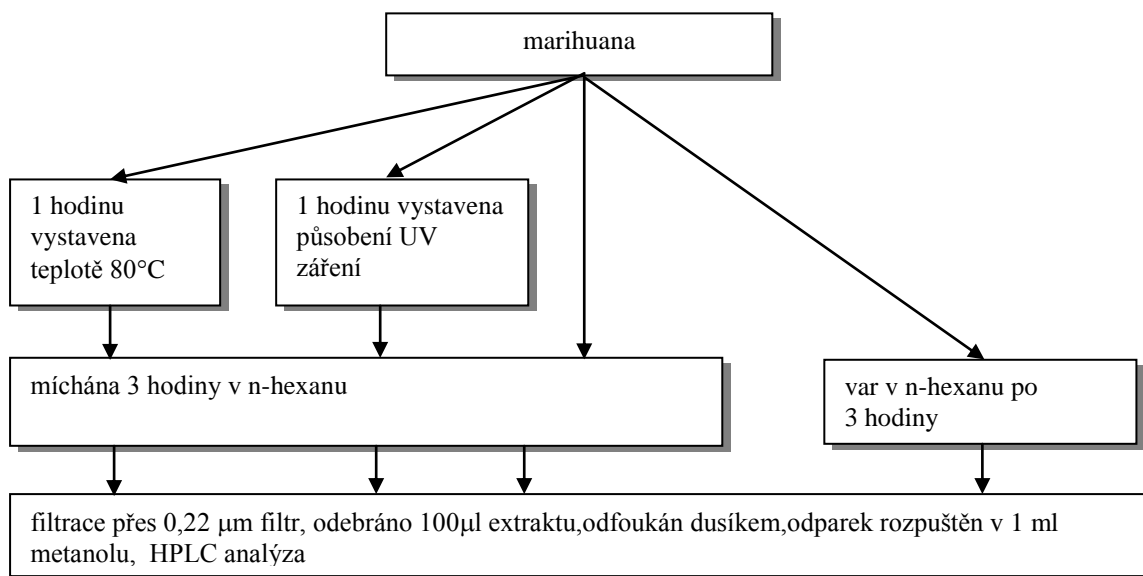 marihuana
1 hodinu
vystavena
teplotě 80°C
1 hodinu vystavena
působení UV
záření
míchána 3 hodiny v n-hexanu
var v n-hexanu po
3 hodiny
filtrace přes 0,22 μm filtr, odebráno 100μl extraktu,odfoukán dusíkem,odparek rozpuštěn v 1 ml
metanolu,  HPLC analýza